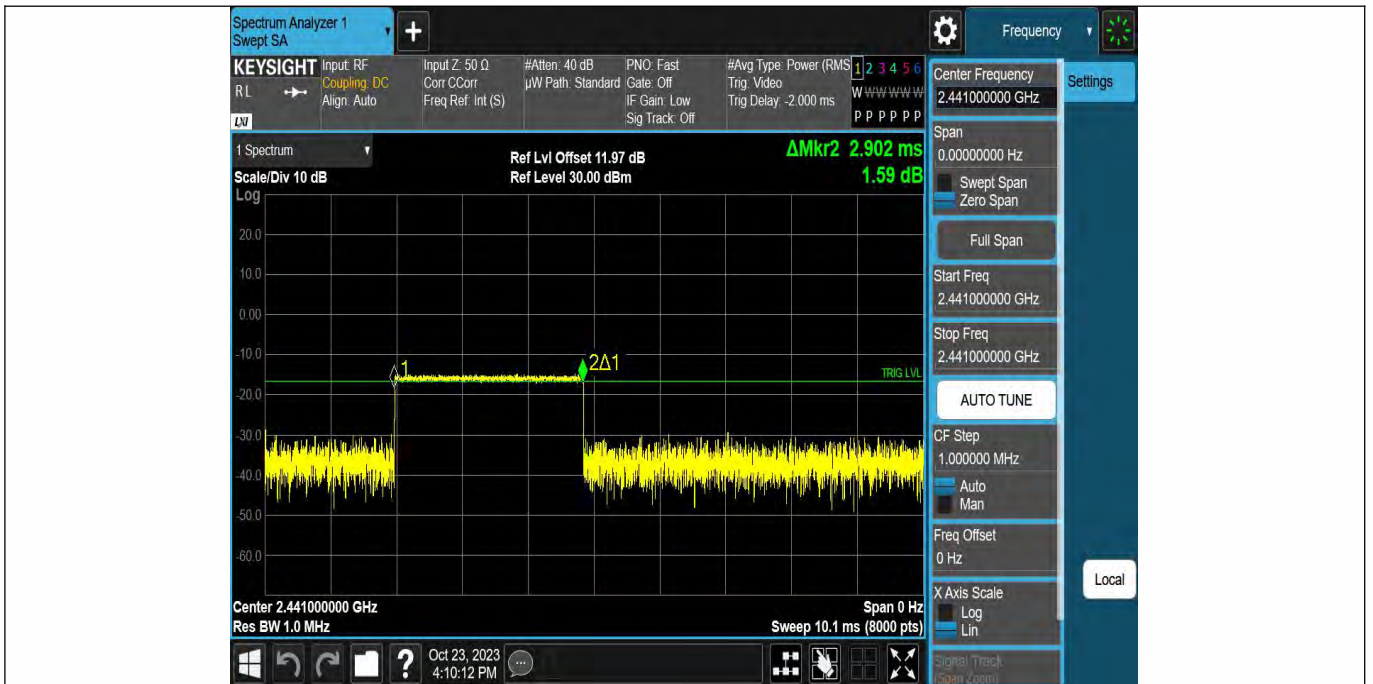 Spectrum Analyzer 1
Swept SA
+
Frequency
KEYSIGHT
RL
LXI
Input: RF
Coupling: DC
Align: Auto
Input Z: 50 Ω
Corr CCorr
Freq Ref: Int (S)
#Atten: 40 dB
µW Path: Standard
PNO: Fast
Gate: Off
IF Gain: Low
Sig Track: Off
#Avg Type: Power (RMS
Trig: Video
Trig Delay: -2.000 ms
1 2 3 4 5 6
W W W W W W
P P P P P P
1 Spectrum
Scale/Div 10 dB
Log
Ref Lvl Offset 11.97 dB
Ref Level 30.00 dBm
ΔMkr2 2.902 ms
1.59 dB
20.0
10.0
0.00
-10.0
-20.0
-30.0
-40.0
-50.0
-60.0
1
2Δ1
TRIG LVL
Center 2.441000000 GHz
Res BW 1.0 MHz
Span 0 Hz
Sweep 10.1 ms (8000 pts)
Center Frequency
2.441000000 GHz
Settings
Span
0.00000000 Hz
Swept Span
Zero Span
Full Span
Start Freq
2.441000000 GHz
Stop Freq
2.441000000 GHz
AUTO TUNE
CF Step
1.000000 MHz
Auto
Man
Freq Offset
0 Hz
X Axis Scale
Log
Lin
Local
Signal Track
(Span Zoom)
?
Oct 23, 2023
4:10:12 PM